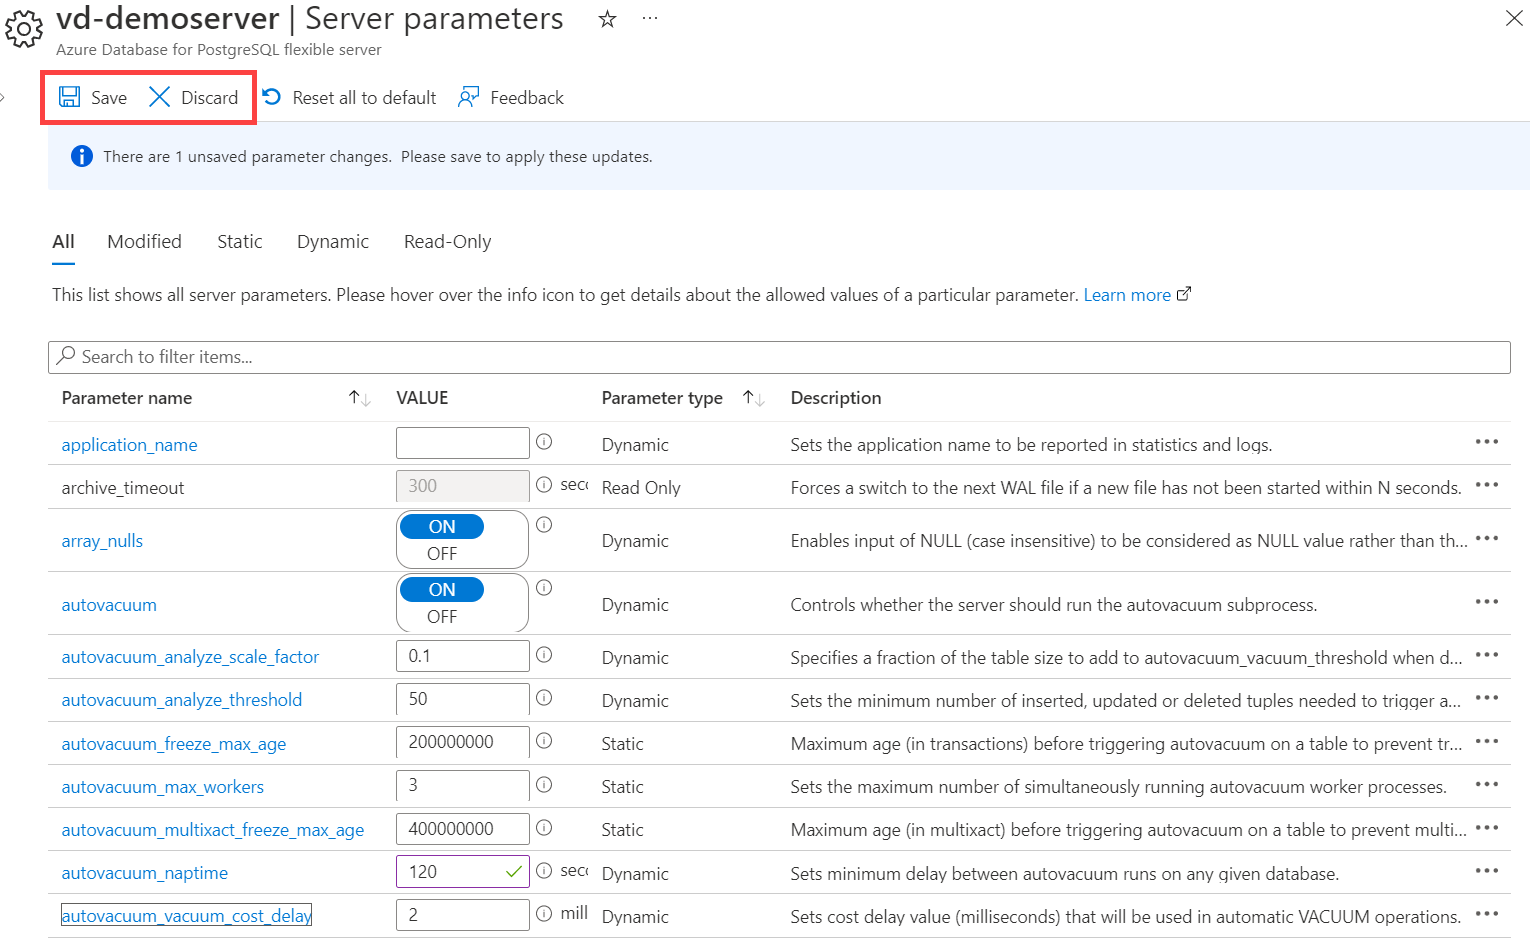 vd-demoserver | Server parameters
Azure Database for PostgreSQL flexible server
Save Discard Reset all to default Feedback
There are 1 unsaved parameter changes. Please save to apply these updates.
All Modified Static Dynamic Read-Only
This list shows all server parameters. Please hover over the info icon to get details about the allowed values of a particular parameter. Learn more
Search to filter items...
Parameter name VALUE Parameter type Description
application_name Dynamic Sets the application name to be reported in statistics and logs.
archive_timeout 300 seco Read Only Forces a switch to the next WAL file if a new file has not been started within N seconds.
array_nulls ON OFF Dynamic Enables input of NULL (case insensitive) to be considered as NULL value rather than th...
autovacuum ON OFF Dynamic Controls whether the server should run the autovacuum subprocess.
autovacuum_analyze_scale_factor 0.1 Dynamic Specifies a fraction of the table size to add to autovacuum_vacuum_threshold when d...
autovacuum_analyze_threshold 50 Dynamic Sets the minimum number of inserted, updated or deleted tuples needed to trigger a...
autovacuum_freeze_max_age 200000000 Static Maximum age (in transactions) before triggering autovacuum on a table to prevent tr...
autovacuum_max_workers 3 Static Sets the maximum number of simultaneously running autovacuum worker processes.
autovacuum_multixact_freeze_max_age 400000000 Static Maximum age (in multixact) before triggering autovacuum on a table to prevent multi...
autovacuum_naptime 120 seco Dynamic Sets minimum delay between autovacuum runs on any given database.
autovacuum_vacuum_cost_delay 2 mill Dynamic Sets cost delay value (milliseconds) that will be used in automatic VACUUM operations.